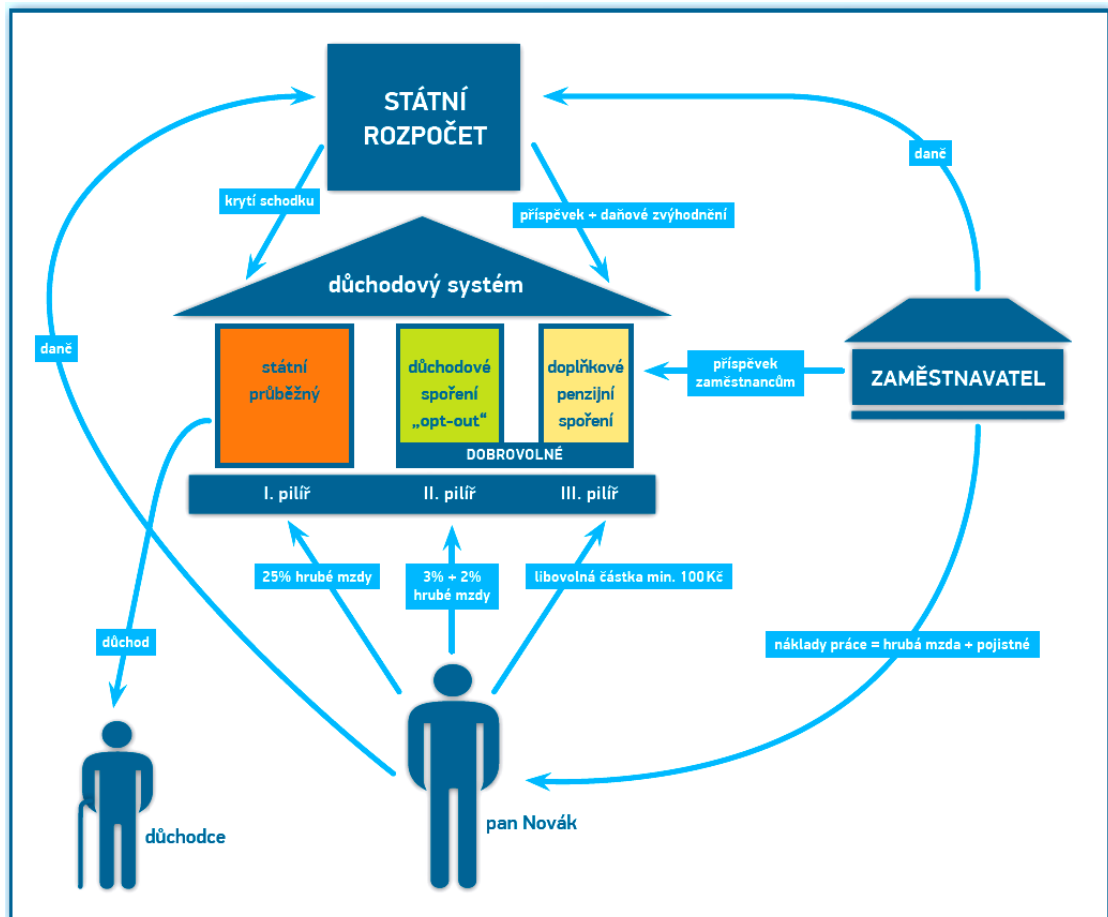 STÁTNÍ
ROZPOČET
daně
krytí schodku
příspěvek + daňové zvýhodnění
důchodový systém
daně
státní
průběžný
důchodové
spoření
„opt-out“
doplňkové
penzijní
spoření
DOBROVOLNÉ
příspěvek
zaměstnancům
ZAMĚSTNAVATEL
I. pilíř
II. pilíř
III. pilíř
25% hrubé mzdy
3% + 2%
hrubé mzdy
libovolná částka min. 100 Kč
důchod
náklady práce = hrubá mzda + pojistné
důchodce
pan Novák